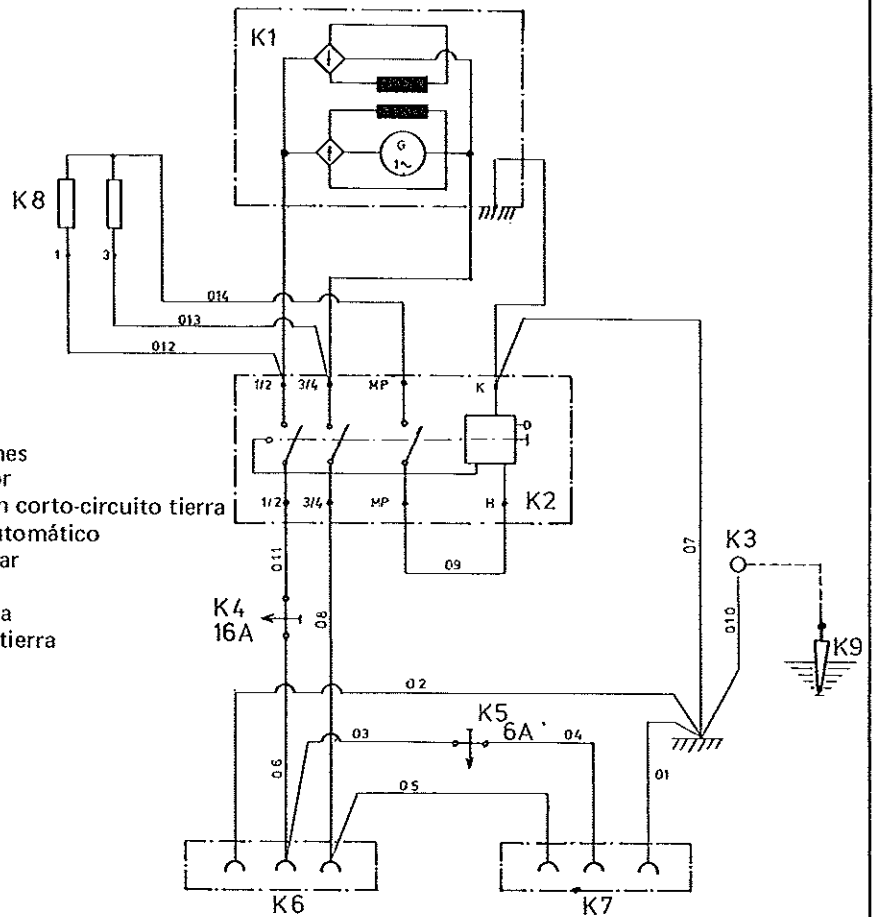 K1
G
1~
K8
1 3
014
013
012
1/2 3/4 MP K
nes
or
n corto-circuito tierra
utomático
ar
a
tierra
1/2 3/4 MP H K2
09
011
08
07
K3
010
K4
16A
K9
02
K5
6A
03
04
06
05
01
K6
K7